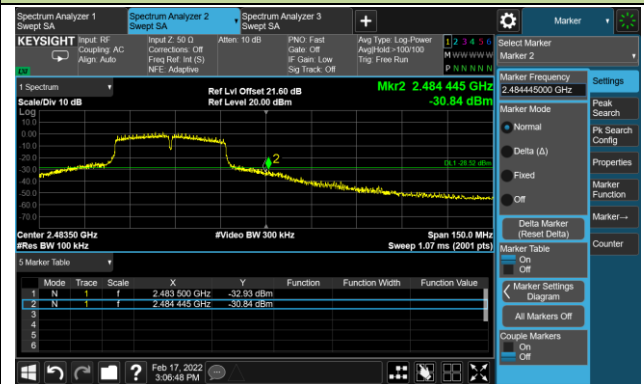 Spectrum Analyzer 1
Swept SA
Spectrum Analyzer 2
Swept SA
Spectrum Analyzer 3
Swept SA
+
Marker
KEYSIGHT
Input: RF
Coupling: AC
Align: Auto
Input Z: 50 Ω
Corrections: Off
Freq Ref: Int (S)
NFE: Adaptive
Atten: 10 dB
PNO: Fast
Gate: Off
IF Gain: Low
Sig Track: Off
Avg Type: Log-Power
Avg|Hold:>100/100
Trig: Free Run
1 2 3 4 5 6
M W W W W W
P N N N N N
LXI
Select Marker
Marker 2
Marker Frequency
2.484445000 GHz
Settings
Peak Search
Pk Search Config
Properties
Marker Function
Marker→
Counter
Marker Mode
Normal
Delta (Δ)
Fixed
Off
Delta Marker
(Reset Delta)
Marker Table
On
Off
Marker Settings
Diagram
All Markers Off
Couple Markers
On
Off
1 Spectrum
Scale/Div 10 dB
Log
Ref Lvl Offset 21.60 dB
Ref Level 20.00 dBm
Mkr2 2.484 445 GHz
-30.84 dBm
10.0
0.00
-10.0
-20.0
-30.0
-40.0
-50.0
-60.0
-70.0
2
DL1 -28.52 dBm
Center 2.48350 GHz
#Res BW 100 kHz
#Video BW 300 kHz
Span 150.0 MHz
Sweep 1.07 ms (2001 pts)
5 Marker Table
Mode Trace Scale X Y Function Function Width Function Value
1 N 1 f 2.483 500 GHz -32.93 dBm
2 N 1 f 2.484 445 GHz -30.84 dBm
3
4
5
6
?
Feb 17, 2022
3:06:48 PM